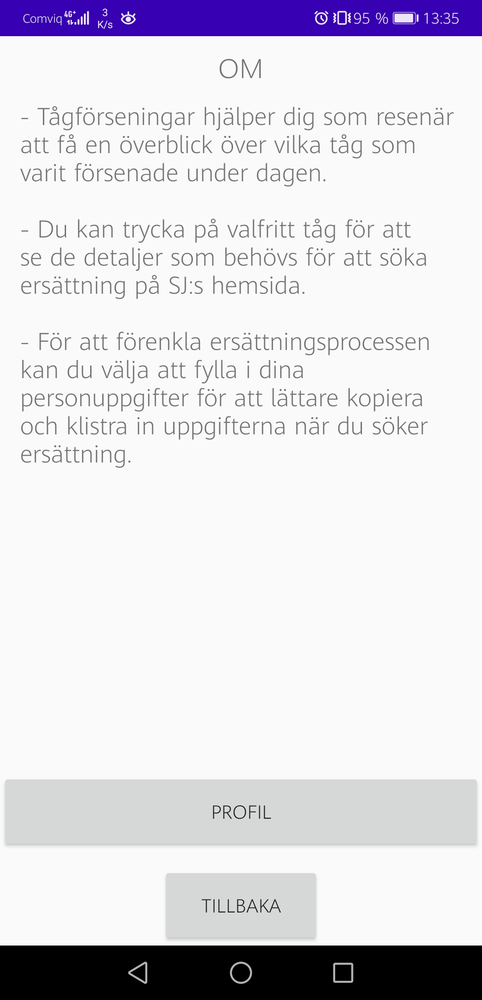 Comviq 4G+ 3 K/s 95 % 13:35
OM
- Tågförseningar hjälper dig som resenär
att få en överblick över vilka tåg som
varit försenade under dagen.
- Du kan trycka på valfritt tåg för att
se de detaljer som behövs för att söka
ersättning på SJ:s hemsida.
- För att förenkla ersättningsprocessen
kan du välja att fylla i dina
personuppgifter för att lättare kopiera
och klistra in uppgifterna när du söker
ersättning.
PROFIL
TILLBAKA